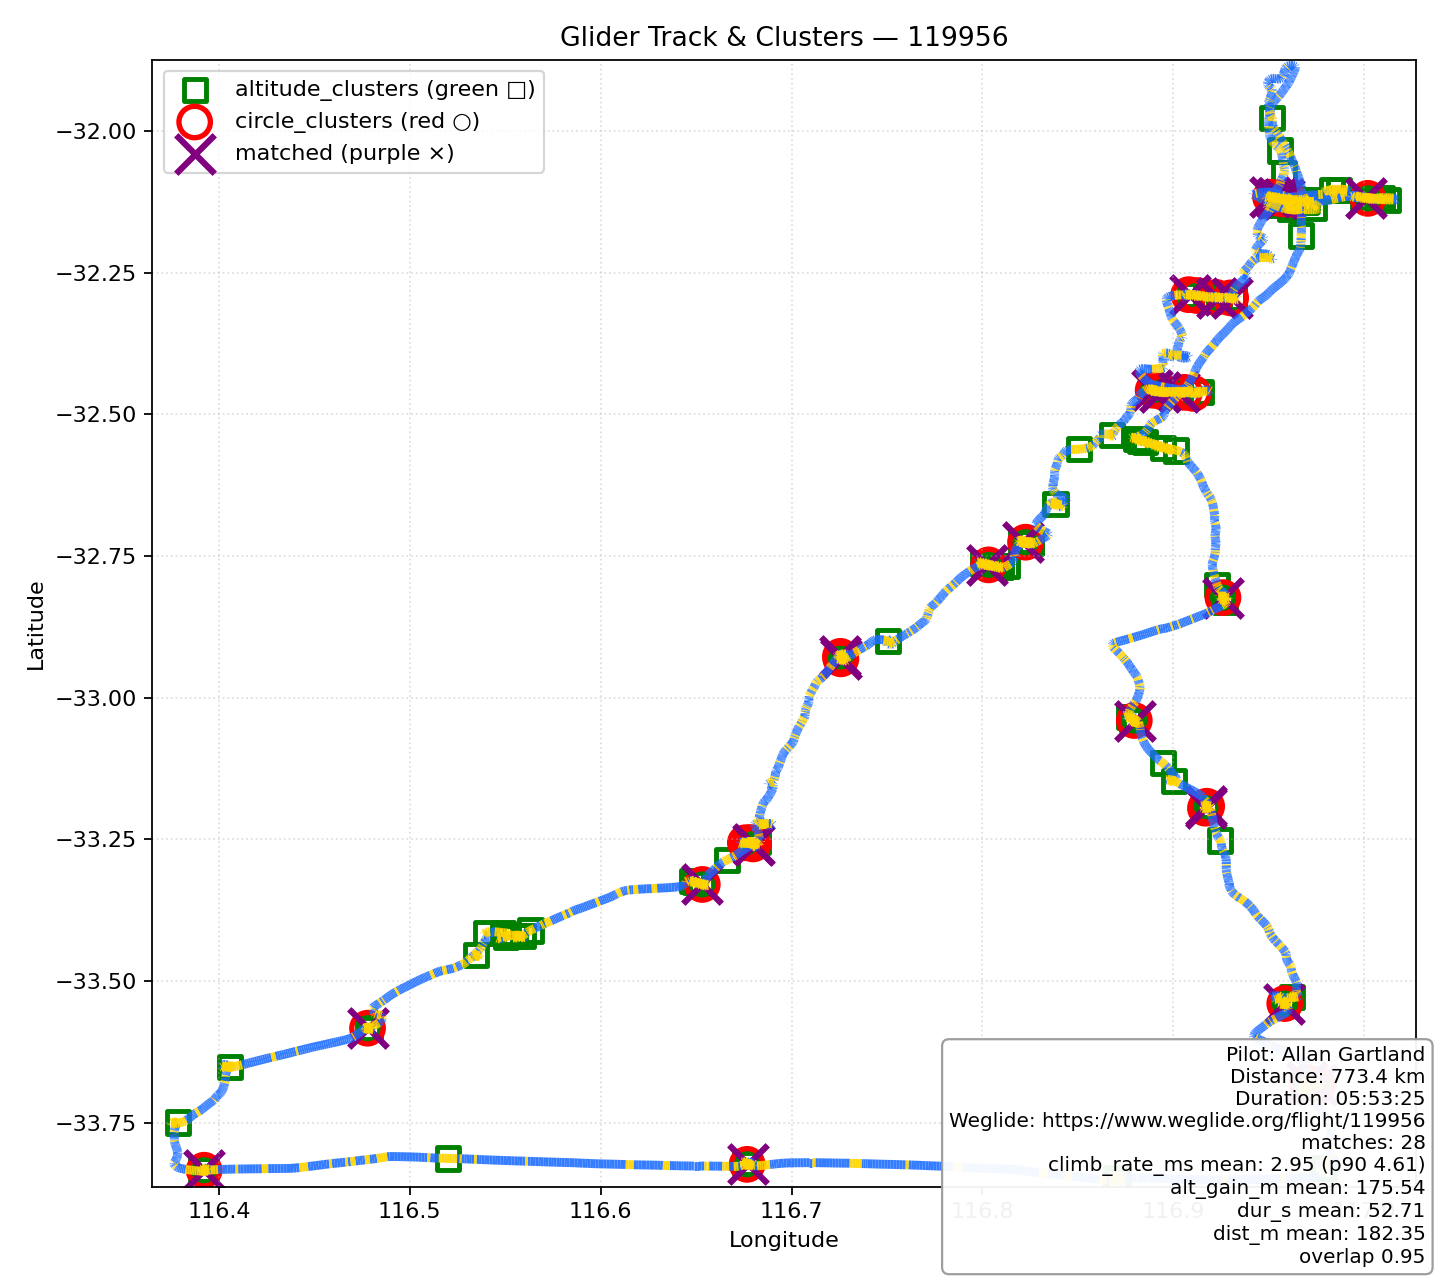 Glider Track & Clusters — 119956
altitude_clusters (green □)
circle_clusters (red ○)
matched (purple ×)
−32.00
−32.25
−32.50
−32.75
−33.00
−33.25
−33.50
−33.75
Latitude
116.4
116.5
116.6
116.7
116.8
116.9
Longitude
Pilot: Allan Gartland
Distance: 773.4 km
Duration: 05:53:25
Weglide: https://www.weglide.org/flight/119956
matches: 28
climb_rate_ms mean: 2.95 (p90 4.61)
alt_gain_m mean: 175.54
dur_s mean: 52.71
dist_m mean: 182.35
overlap 0.95